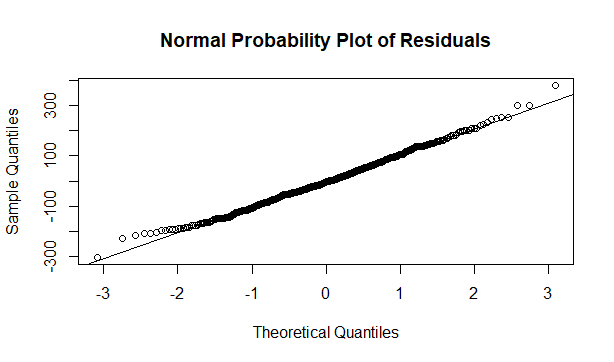 Normal Probability Plot of Residuals
Sample Quantiles
300
100
-100
-300
-3 -2 -1 0 1 2 3
Theoretical Quantiles